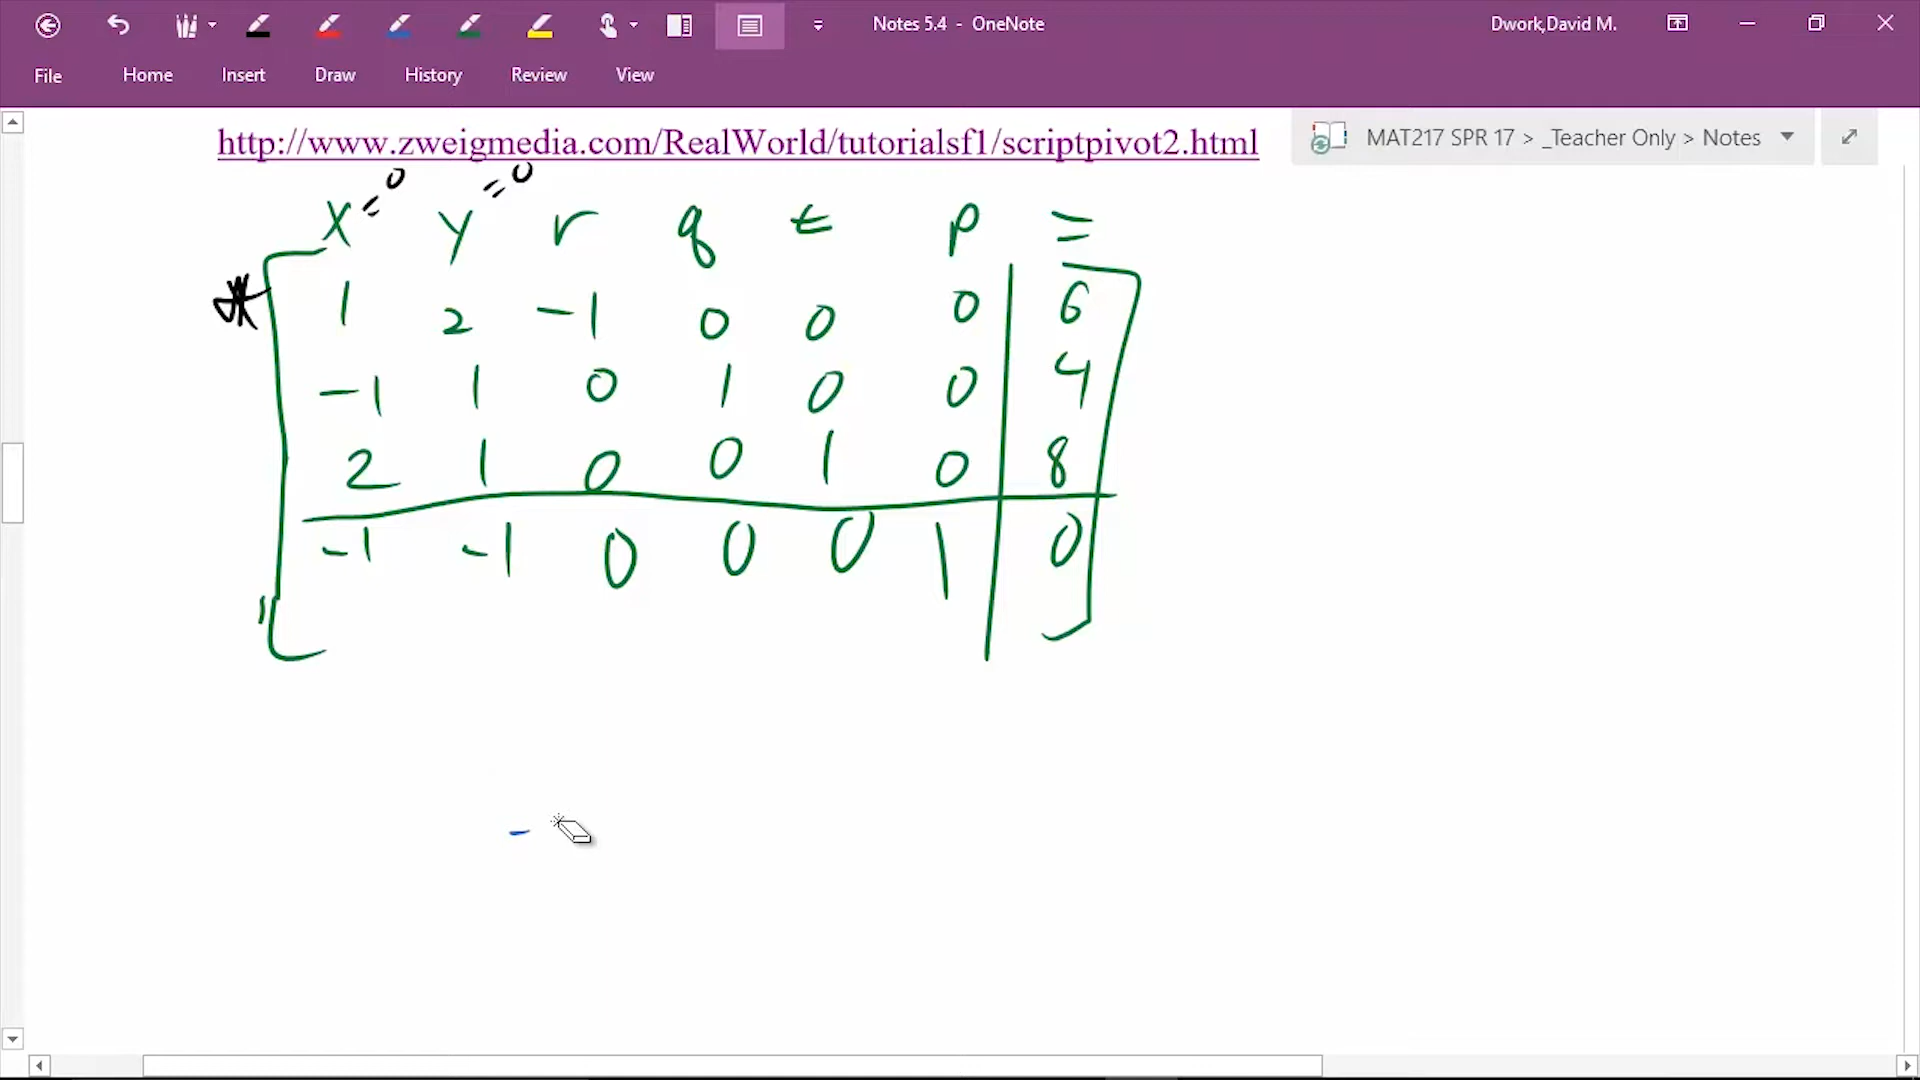 Notes 5.4 - OneNote
Dwork,David M.
File Home Insert Draw History Review View
http://www.zweigmedia.com/RealWorld/tutorialsf1/scriptpivot2.html
MAT217 SPR 17 > _Teacher Only > Notes
x=0 y=0 r q t p =
1 2 -1 0 0 0 6
-1 1 0 1 0 0 4
2 1 0 0 1 0 8
-1 -1 0 0 0 1 0
-